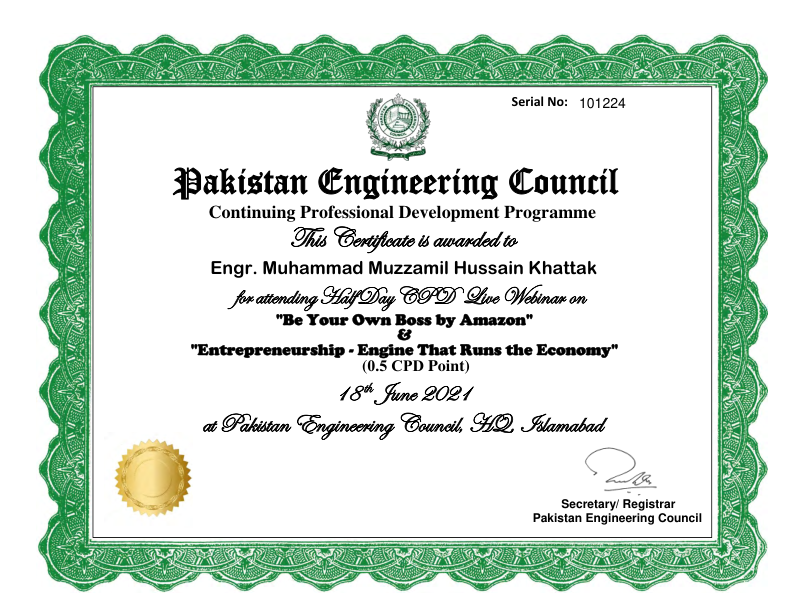 Serial No: 101224
Pakistan Engineering Council
Continuing Professional Development Programme
This Certificate is awarded to
Engr. Muhammad Muzzamil Hussain Khattak
for attending Half Day CPD Live Webinar on
"Be Your Own Boss by Amazon"
&
"Entrepreneurship - Engine That Runs the Economy"
(0.5 CPD Point)
18th June 2021
at Pakistan Engineering Council, HQ, Islamabad
Secretary/ Registrar
Pakistan Engineering Council